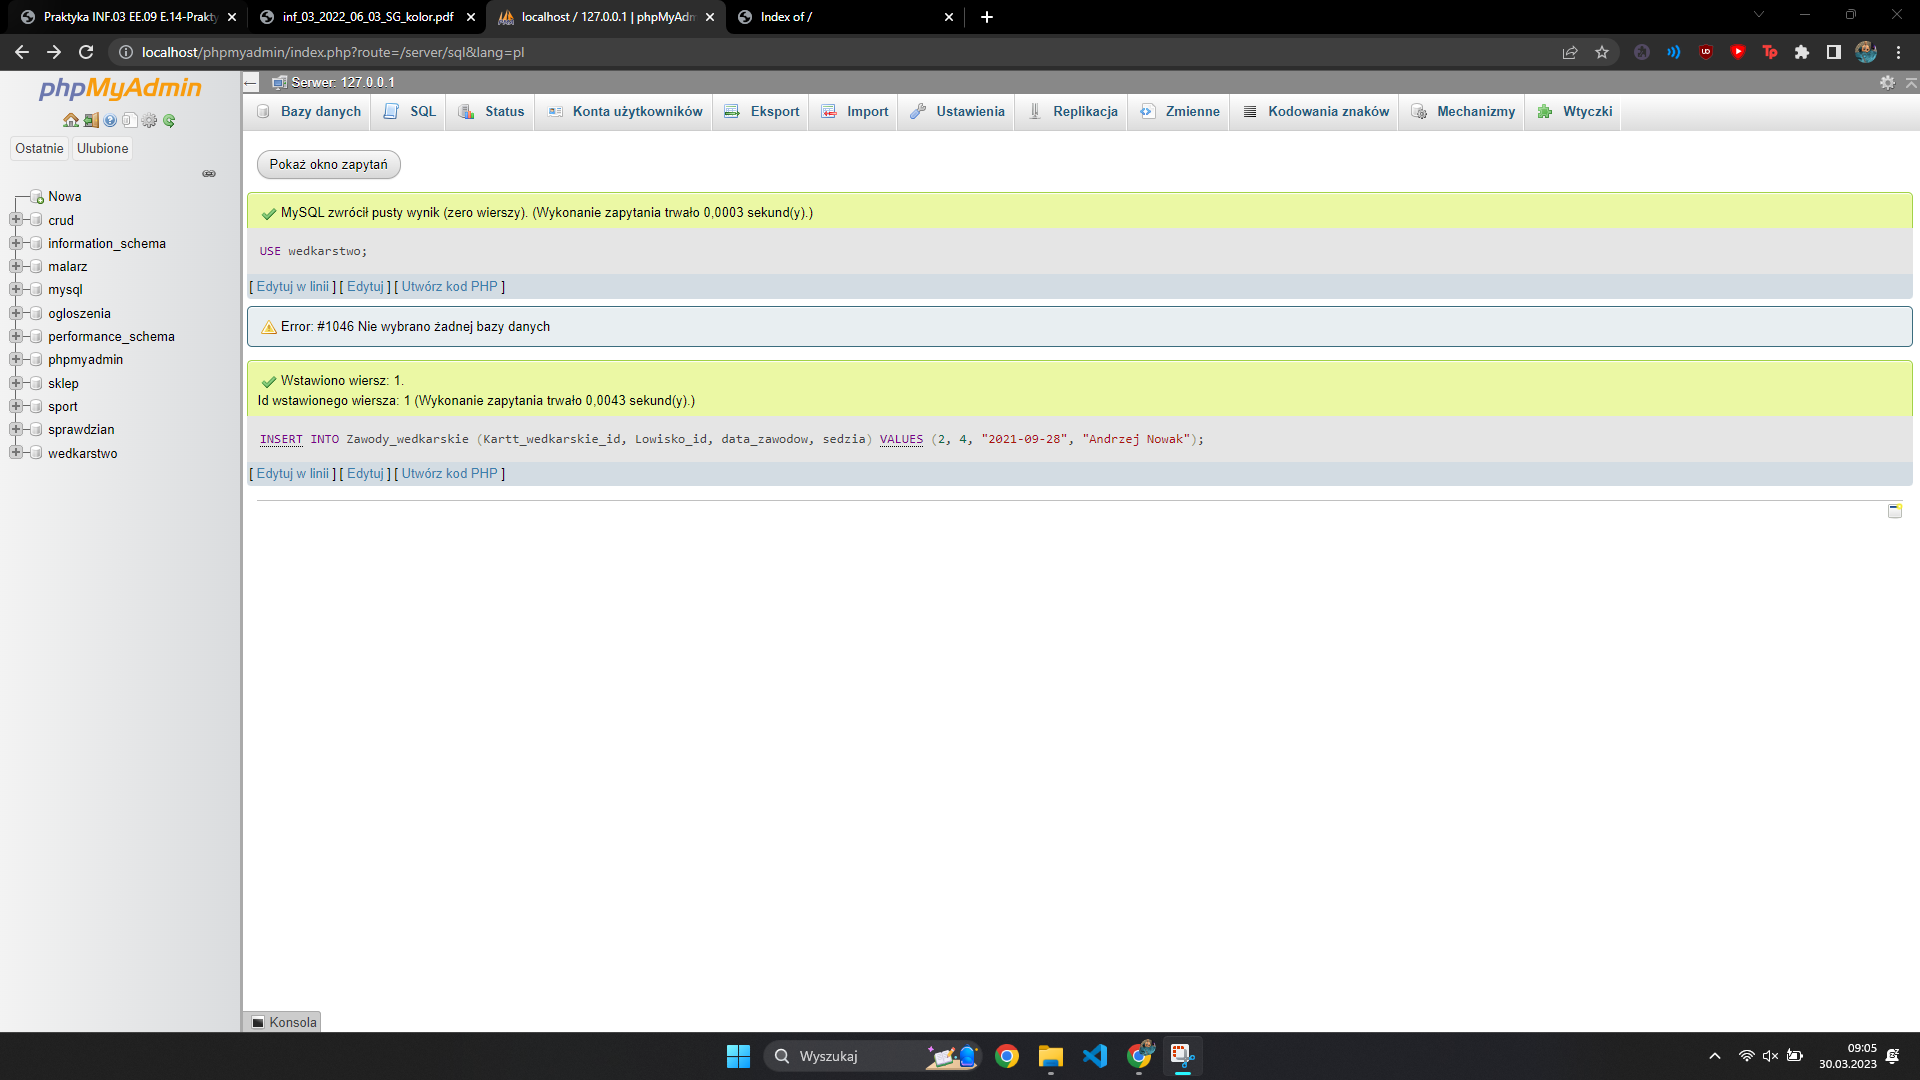 Praktyka INF.03 EE.09 E.14-Prakty
inf_03_2022_06_03_SG_kolor.pdf
localhost / 127.0.0.1 | phpMyAdm
Index of /
localhost/phpmyadmin/index.php?route=/server/sql&lang=pl
phpMyAdmin
Ostatnie
Ulubione
Nowa
crud
information_schema
malarz
mysql
ogloszenia
performance_schema
phpmyadmin
sklep
sport
sprawdzian
wedkarstwo
Serwer: 127.0.0.1
Bazy danych
SQL
Status
Konta użytkowników
Eksport
Import
Ustawienia
Replikacja
Zmienne
Kodowania znaków
Mechanizmy
Wtyczki
Pokaż okno zapytań
MySQL zwrócił pusty wynik (zero wierszy). (Wykonanie zapytania trwało 0,0003 sekund(y).)
USE wedkarstwo;
[ Edytuj w linii ] [ Edytuj ] [ Utwórz kod PHP ]
Error: #1046 Nie wybrano żadnej bazy danych
Wstawiono wiersz: 1.
Id wstawionego wiersza: 1 (Wykonanie zapytania trwało 0,0043 sekund(y).)
INSERT INTO Zawody_wedkarskie (Kartt_wedkarskie_id, Lowisko_id, data_zawodow, sedzia) VALUES (2, 4, "2021-09-28", "Andrzej Nowak");
[ Edytuj w linii ] [ Edytuj ] [ Utwórz kod PHP ]
Konsola
Wyszukaj
09:05
30.03.2023